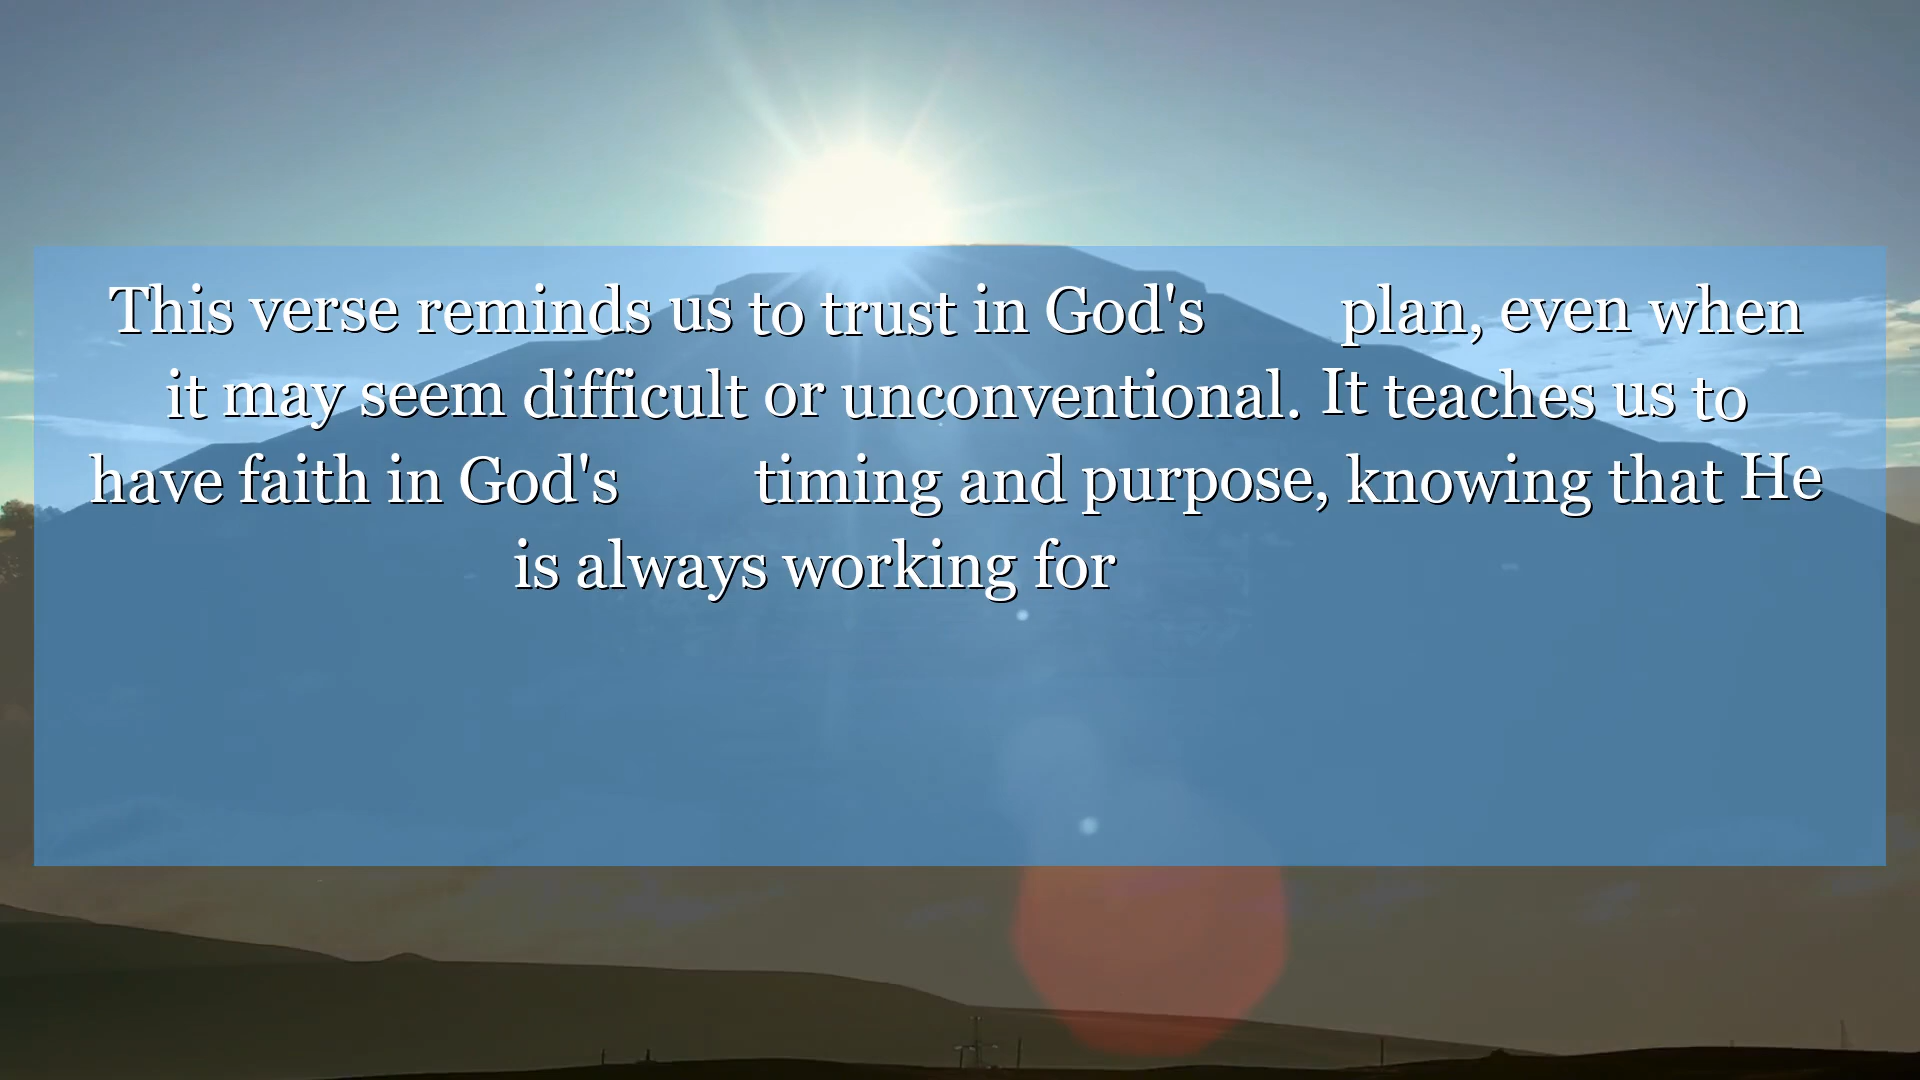 This verse reminds us to trust in God's plan, even when
it may seem difficult or unconventional. It teaches us to
have faith in God's timing and purpose, knowing that He
is always working for